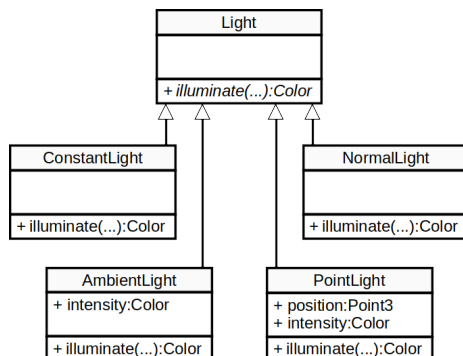 Light
+ illuminate(...):Color
ConstantLight
+ illuminate(...):Color
NormalLight
+ illuminate(...):Color
AmbientLight
+ intensity:Color
+ illuminate(...):Color
PointLight
+ position:Point3
+ intensity:Color
+ illuminate(...):Color